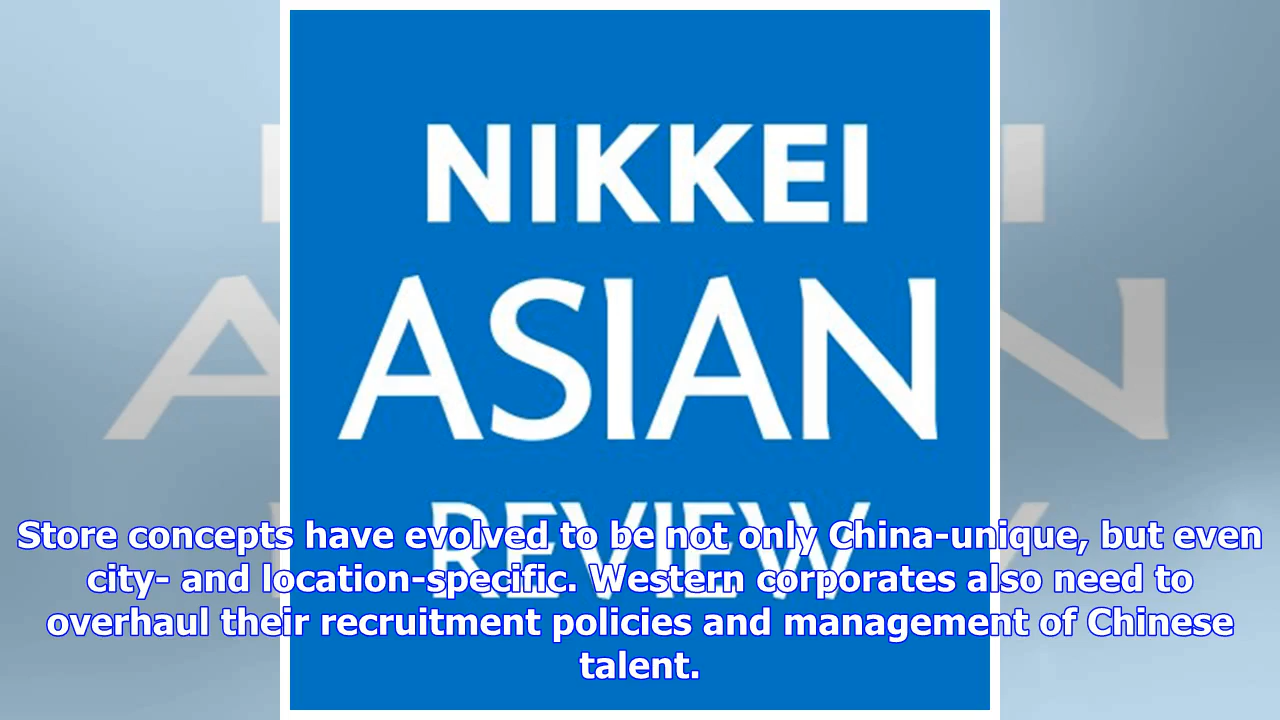 NIKKEI
ASIAN
REVIEW
Store concepts have evolved to be not only China-unique, but even
city- and location-specific. Western corporates also need to
overhaul their recruitment policies and management of Chinese
talent.